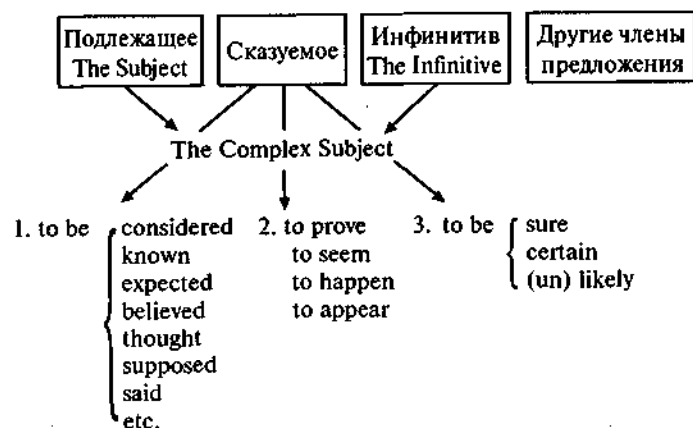 Подлежащее
The Subject
Сказуемое
Инфинитив
The Infinitive
Другие члены
предложения
The Complex Subject
1. to be
considered
known
expected
believed
thought
supposed
said
etc.
2. to prove
to seem
to happen
to appear
3. to be
sure
certain
(un) likely